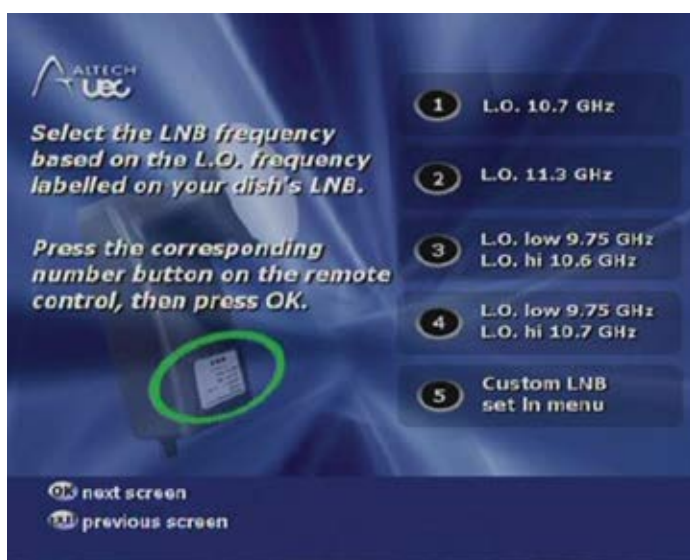 ALTECH
UEC
Select the LNB frequency
based on the L.O. frequency
labelled on your dish's LNB.
Press the corresponding
number button on the remote
control, then press OK.
1 L.O. 10.7 GHz
2 L.O. 11.3 GHz
3 L.O. low 9.75 GHz
L.O. hi 10.6 GHz
4 L.O. low 9.75 GHz
L.O. hi 10.7 GHz
5 Custom LNB
set in menu
OK next screen
previous screen